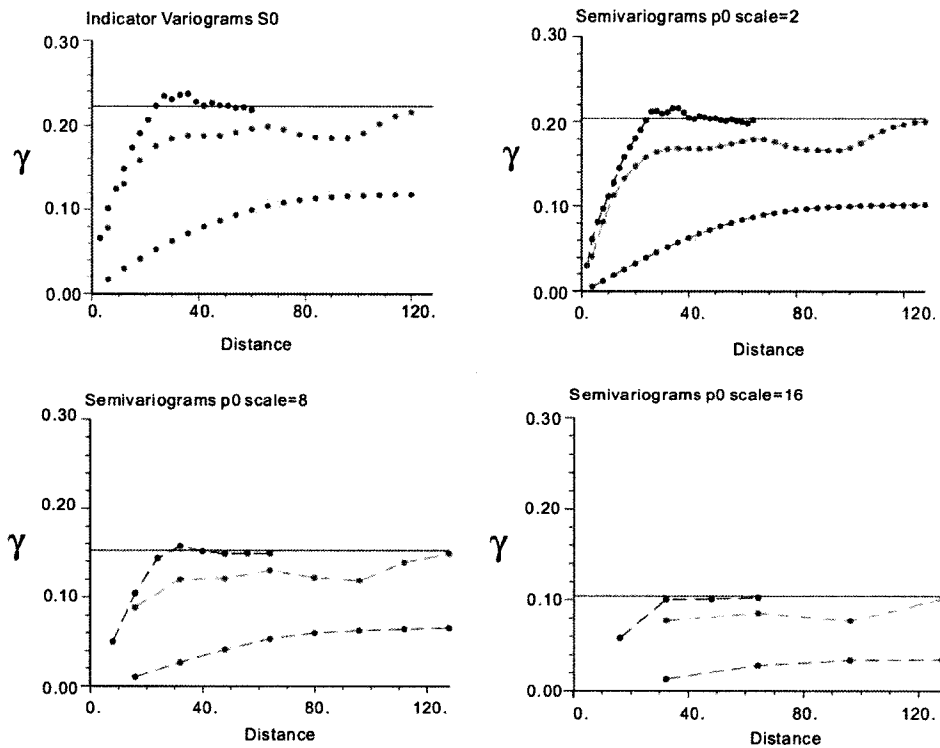 Indicator Variograms S0
0.30
0.20
γ
0.10
0.00
0. 40. 80. 120.
Distance
Semivariograms p0 scale=2
0.30
0.20
γ
0.10
0.00
0. 40. 80. 120.
Distance
Semivariograms p0 scale=8
0.30
0.20
γ
0.10
0.00
0. 40. 80. 120.
Distance
Semivariograms p0 scale=16
0.30
0.20
γ
0.10
0.00
0. 40. 80. 120.
Distance